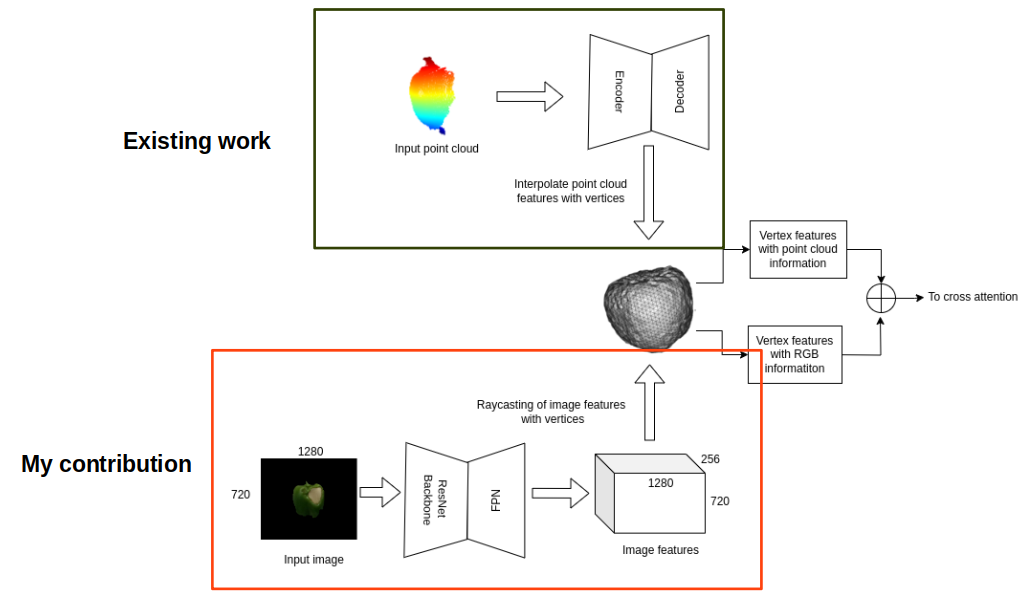 Existing work
Input point cloud
Encoder
Decoder
Interpolate point cloud
features with vertices
Vertex features
with point cloud
information
To cross attention
Vertex features
with RGB
informatiton
My contribution
Raycasting of image features
with vertices
1280
720
Input image
ResNet
Backbone
FPN
256
1280
720
Image features